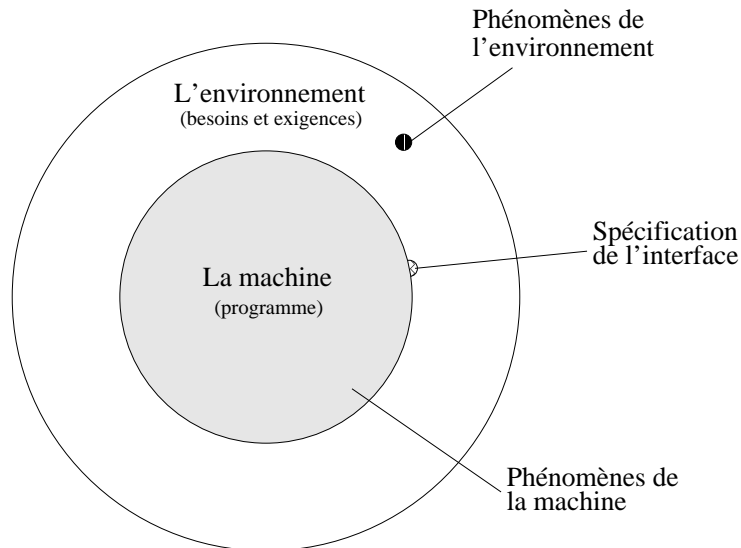 Phénomènes de
l'environnement
L'environnement
(besoins et exigences)
Spécification
de l'interface
La machine
(programme)
Phénomènes de
la machine